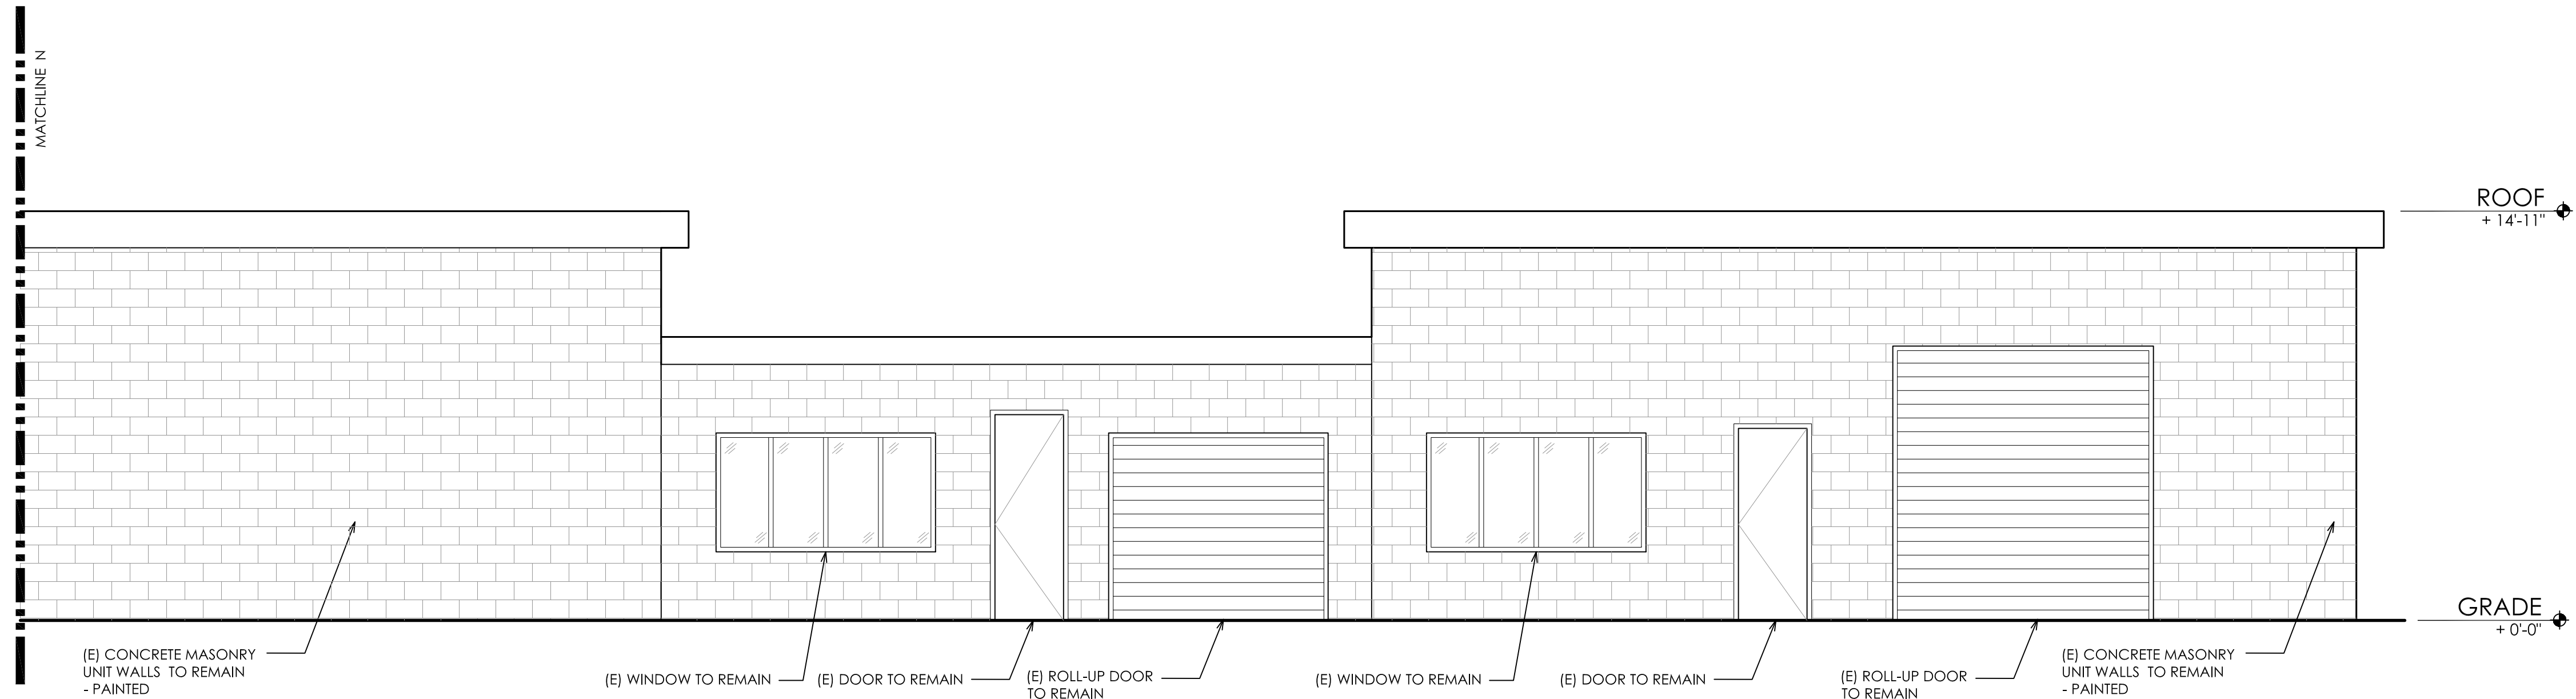 MATCHLINE N
ROOF
+ 14'-11"
GRADE
+ 0'-0"
(E) CONCRETE MASONRY
UNIT WALLS TO REMAIN
- PAINTED
(E) WINDOW TO REMAIN
(E) DOOR TO REMAIN
(E) ROLL-UP DOOR
TO REMAIN
(E) WINDOW TO REMAIN
(E) DOOR TO REMAIN
(E) ROLL-UP DOOR
TO REMAIN
(E) CONCRETE MASONRY
UNIT WALLS TO REMAIN
- PAINTED